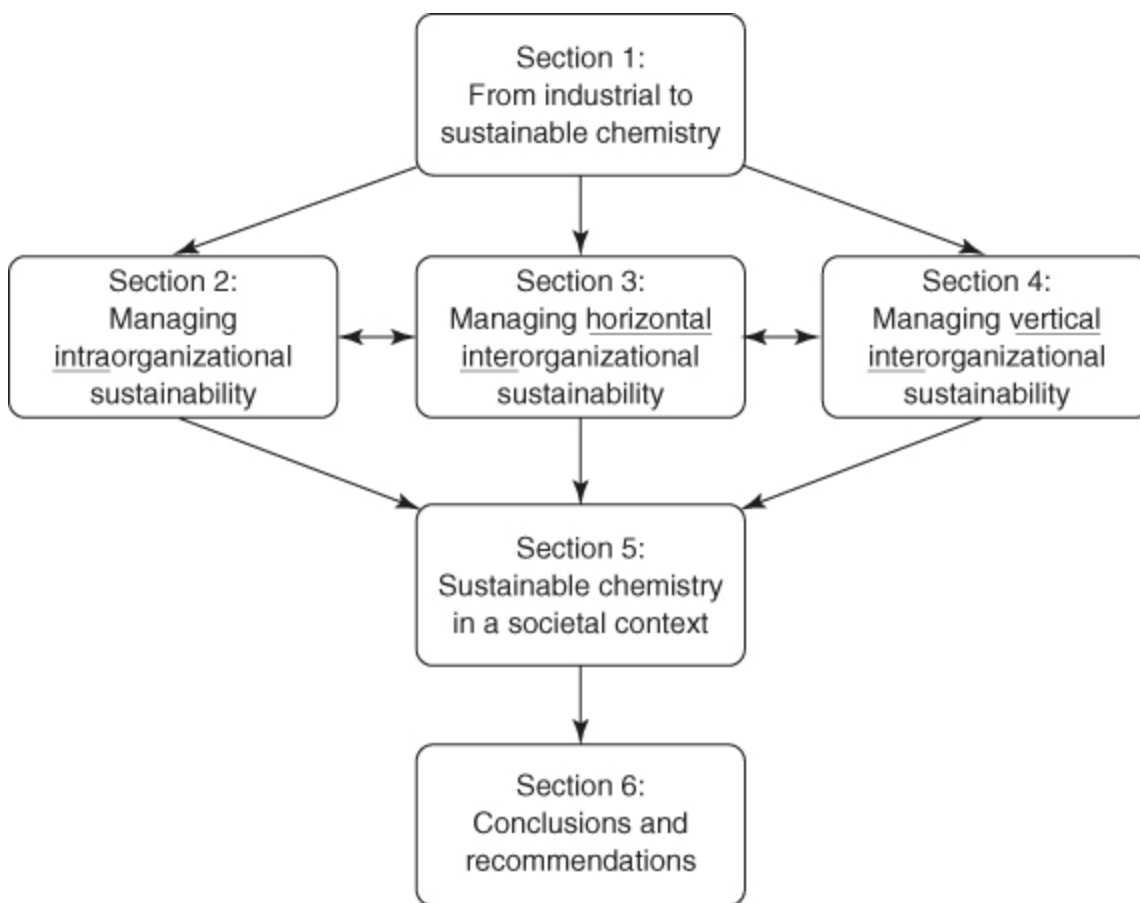 Section 1:
From industrial to
sustainable chemistry
Section 2:
Managing
intraorganizational
sustainability
Section 3:
Managing horizontal
interorganizational
sustainability
Section 4:
Managing vertical
interorganizational
sustainability
Section 5:
Sustainable chemistry
in a societal context
Section 6:
Conclusions and
recommendations